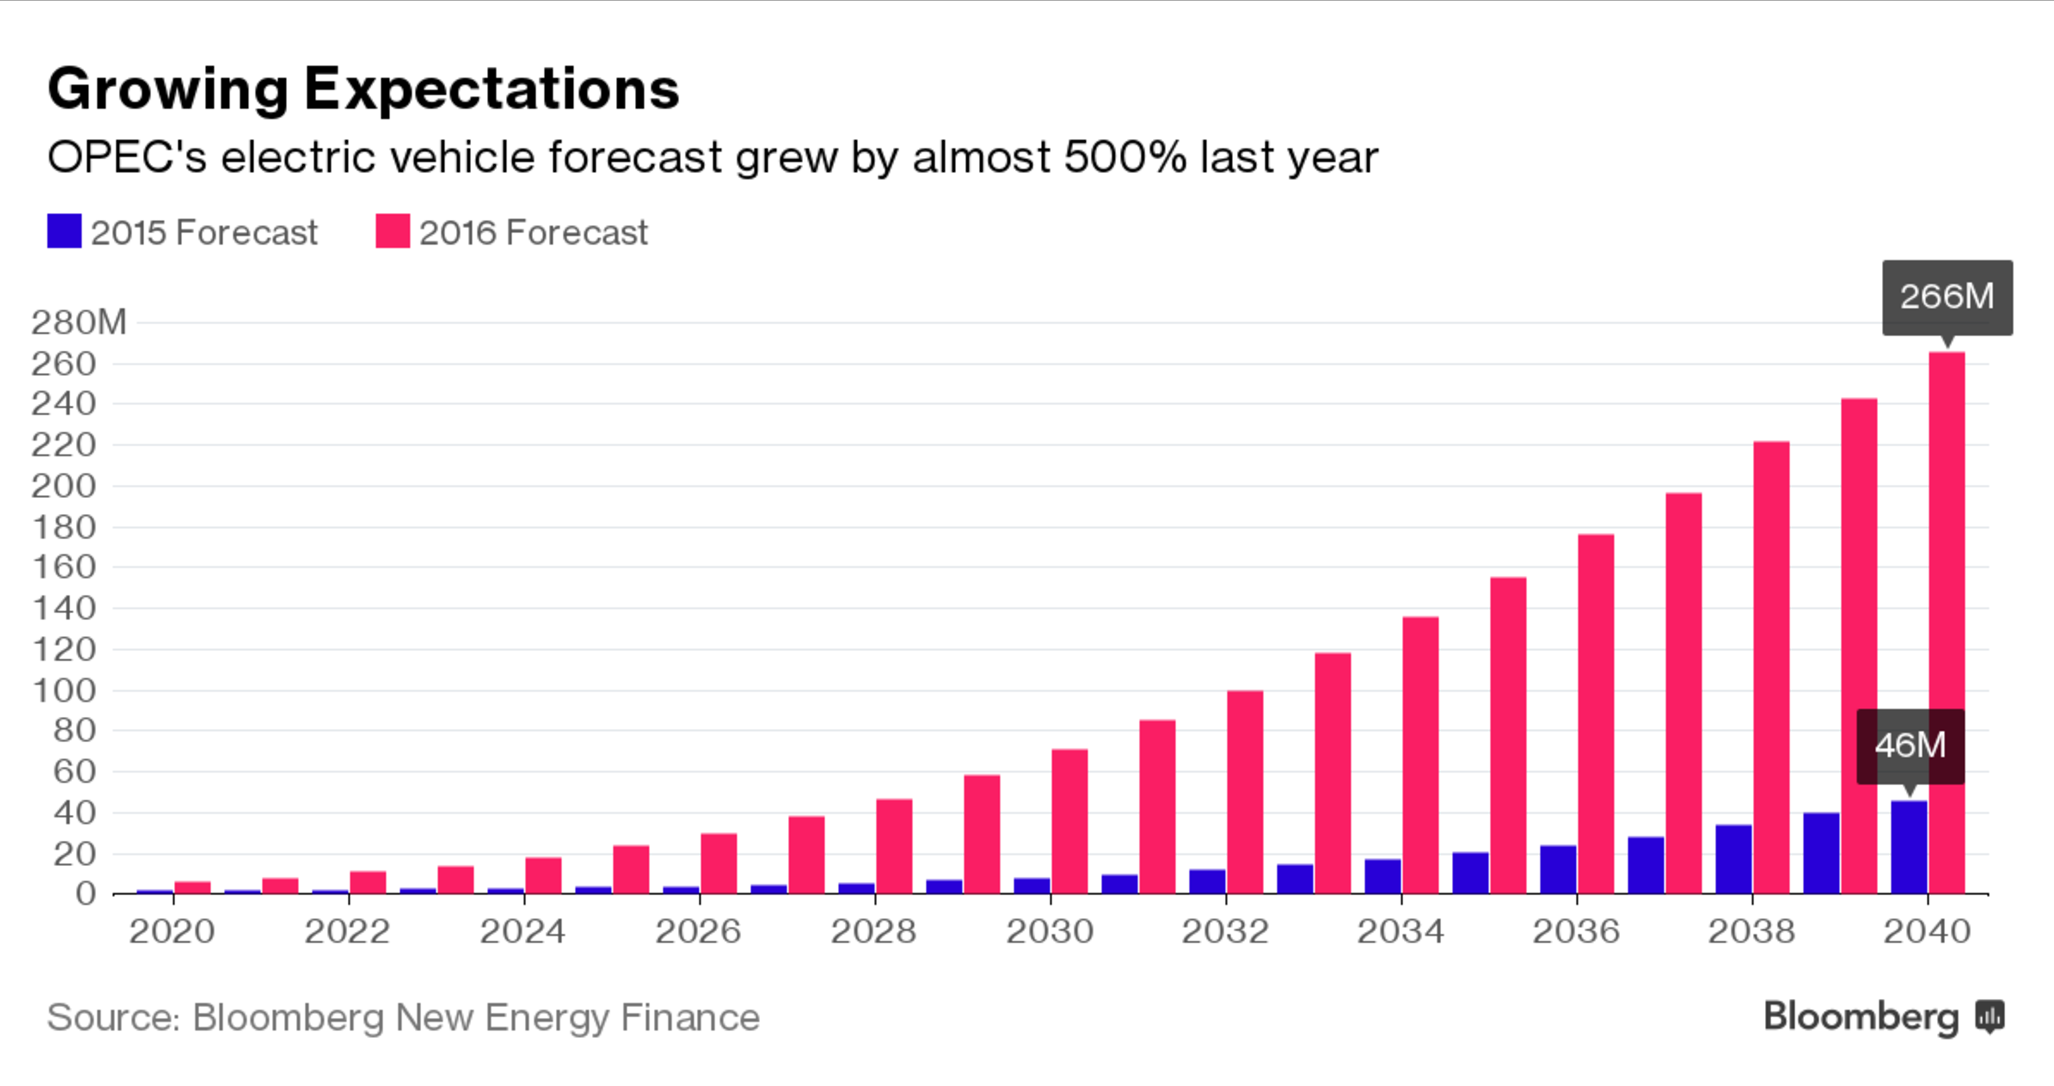 Growing Expectations
OPEC's electric vehicle forecast grew by almost 500% last year
2015 Forecast 2016 Forecast
266M
280M
260
240
220
200
180
160
140
120
100
80
46M
60
40
20
0
2020 2022 2024 2026 2028 2030 2032 2034 2036 2038 2040
Source: Bloomberg New Energy Finance
Bloomberg